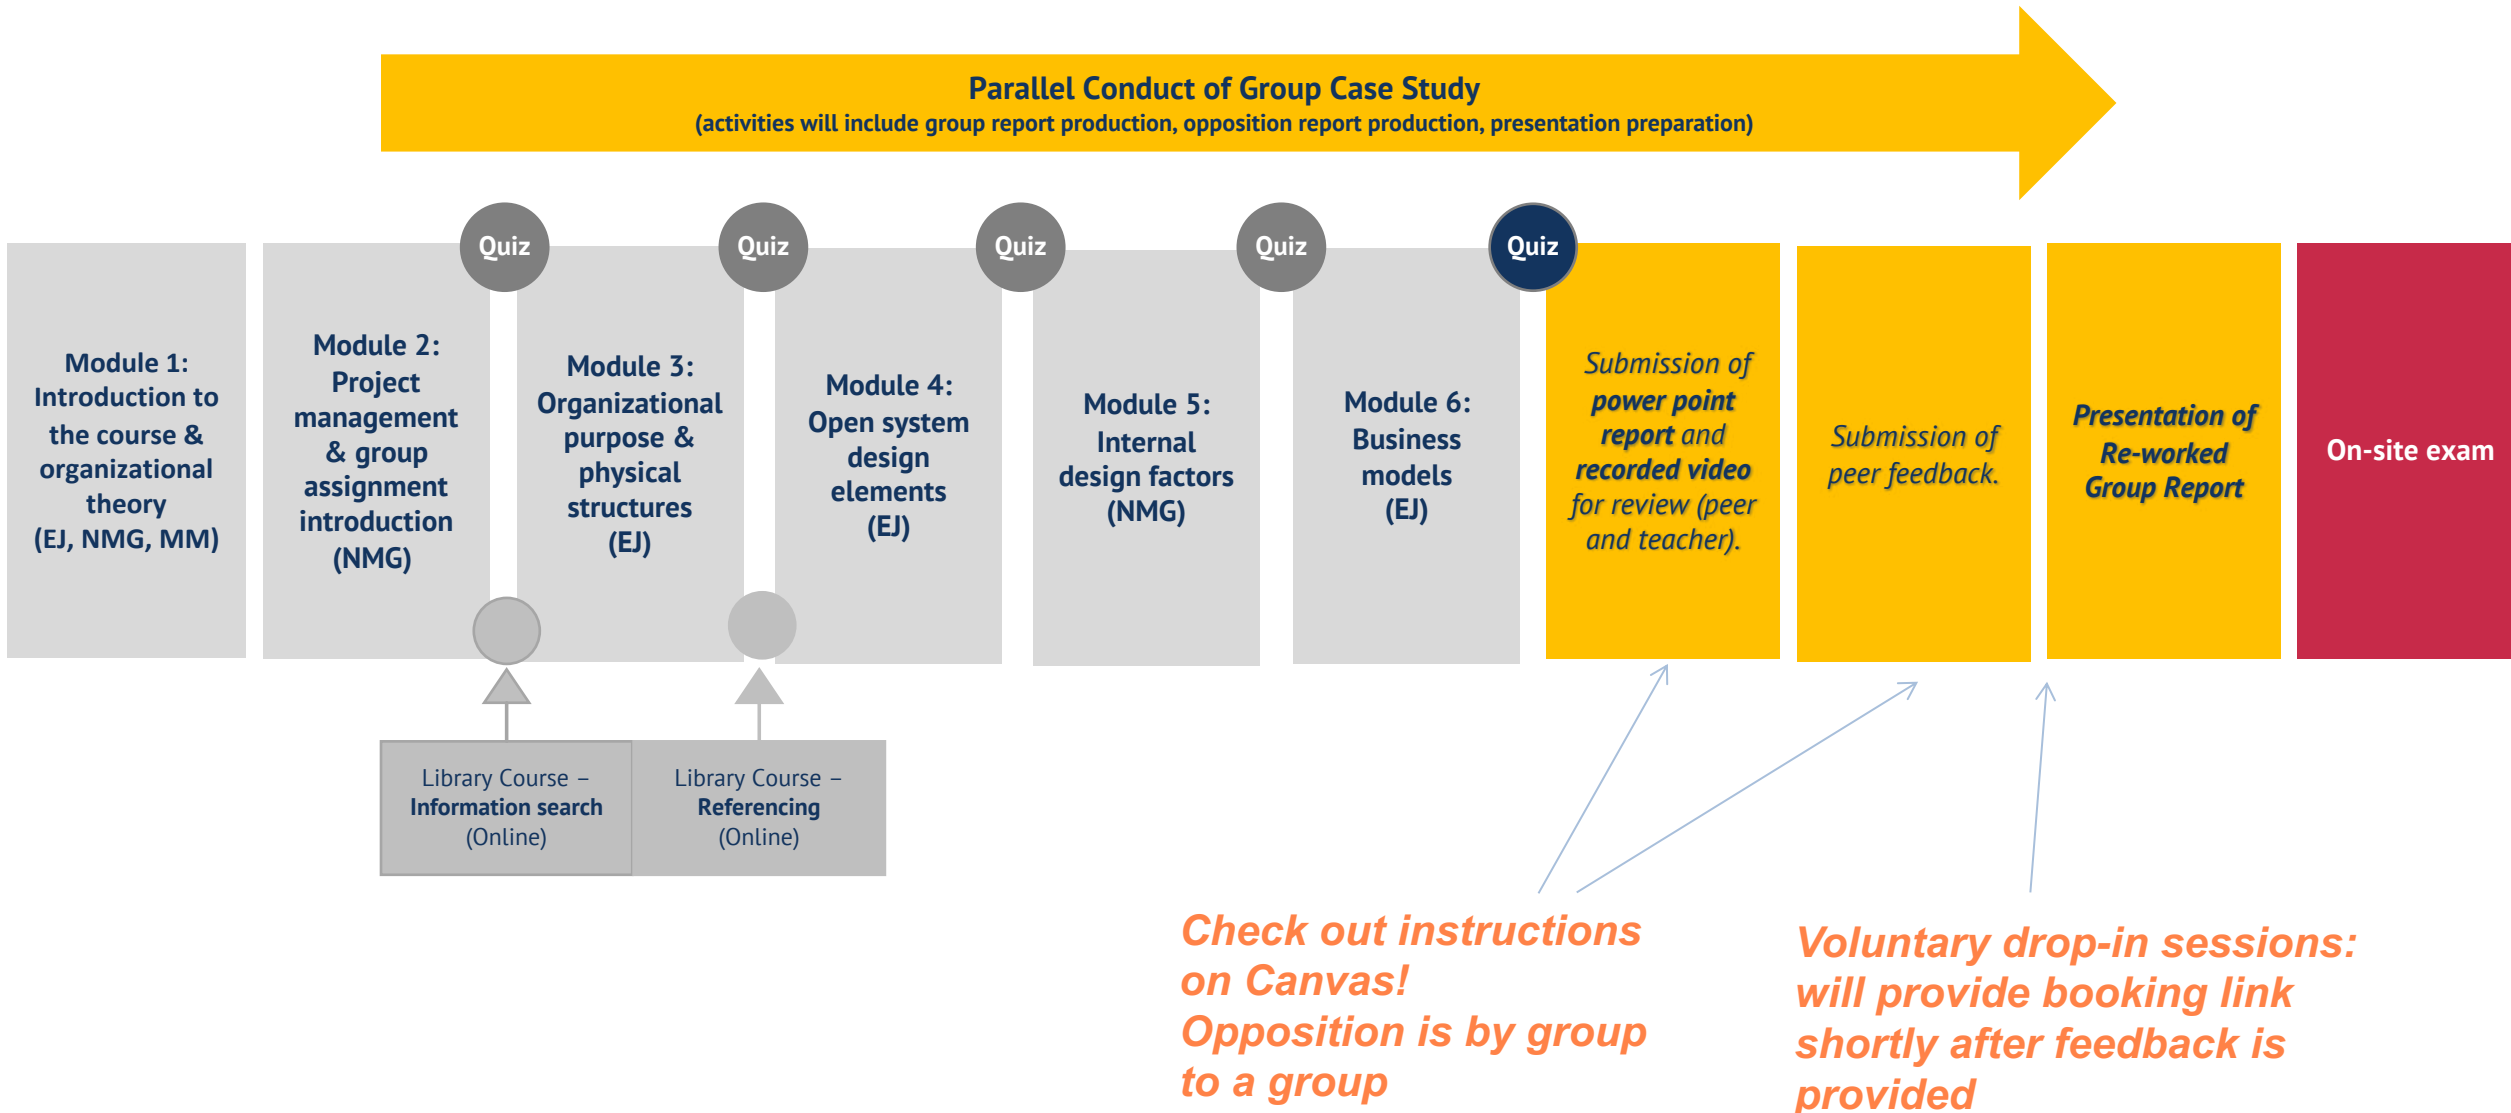 Parallel Conduct of Group Case Study
(activities will include group report production, opposition report production, presentation preparation)
Quiz
Quiz
Quiz
Quiz
Quiz
Module 1:
Introduction to
the course &
organizational
theory
(EJ, NMG, MM)
Module 2:
Project
management
& group
assignment
introduction
(NMG)
Module 3:
Organizational
purpose &
physical
structures
(EJ)
Module 4:
Open system
design
elements
(EJ)
Module 5:
Internal
design factors
(NMG)
Module 6:
Business
models
(EJ)
Submission of
power point
report and
recorded video
for review (peer
and teacher).
Submission of
peer feedback.
Presentation of
Re-worked
Group Report
On-site exam
Library Course –
Information search
(Online)
Library Course –
Referencing
(Online)
Check out instructions
on Canvas!
Opposition is by group
to a group
Voluntary drop-in sessions:
will provide booking link
shortly after feedback is
provided